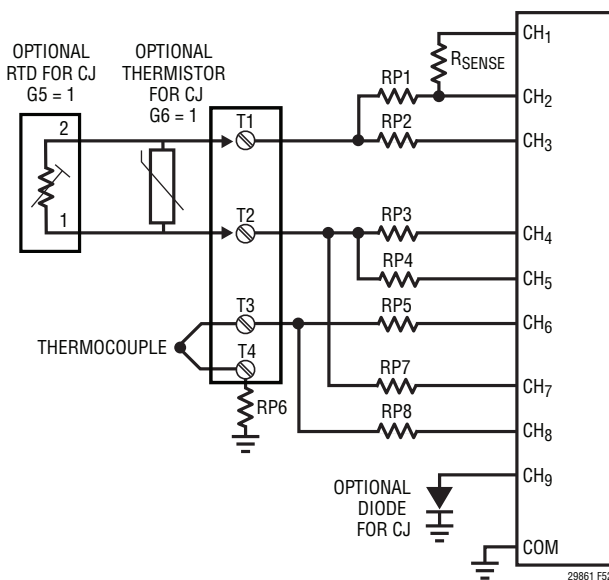 OPTIONAL
RTD FOR CJ
G5 = 1
OPTIONAL
THERMISTOR
FOR CJ
G6 = 1
2
1
T1
T2
T3
T4
THERMOCOUPLE
RP6
RSENSE
RP1
RP2
RP3
RP4
RP5
RP7
RP8
OPTIONAL
DIODE
FOR CJ
CH1
CH2
CH3
CH4
CH5
CH6
CH7
CH8
CH9
COM
29861 F52